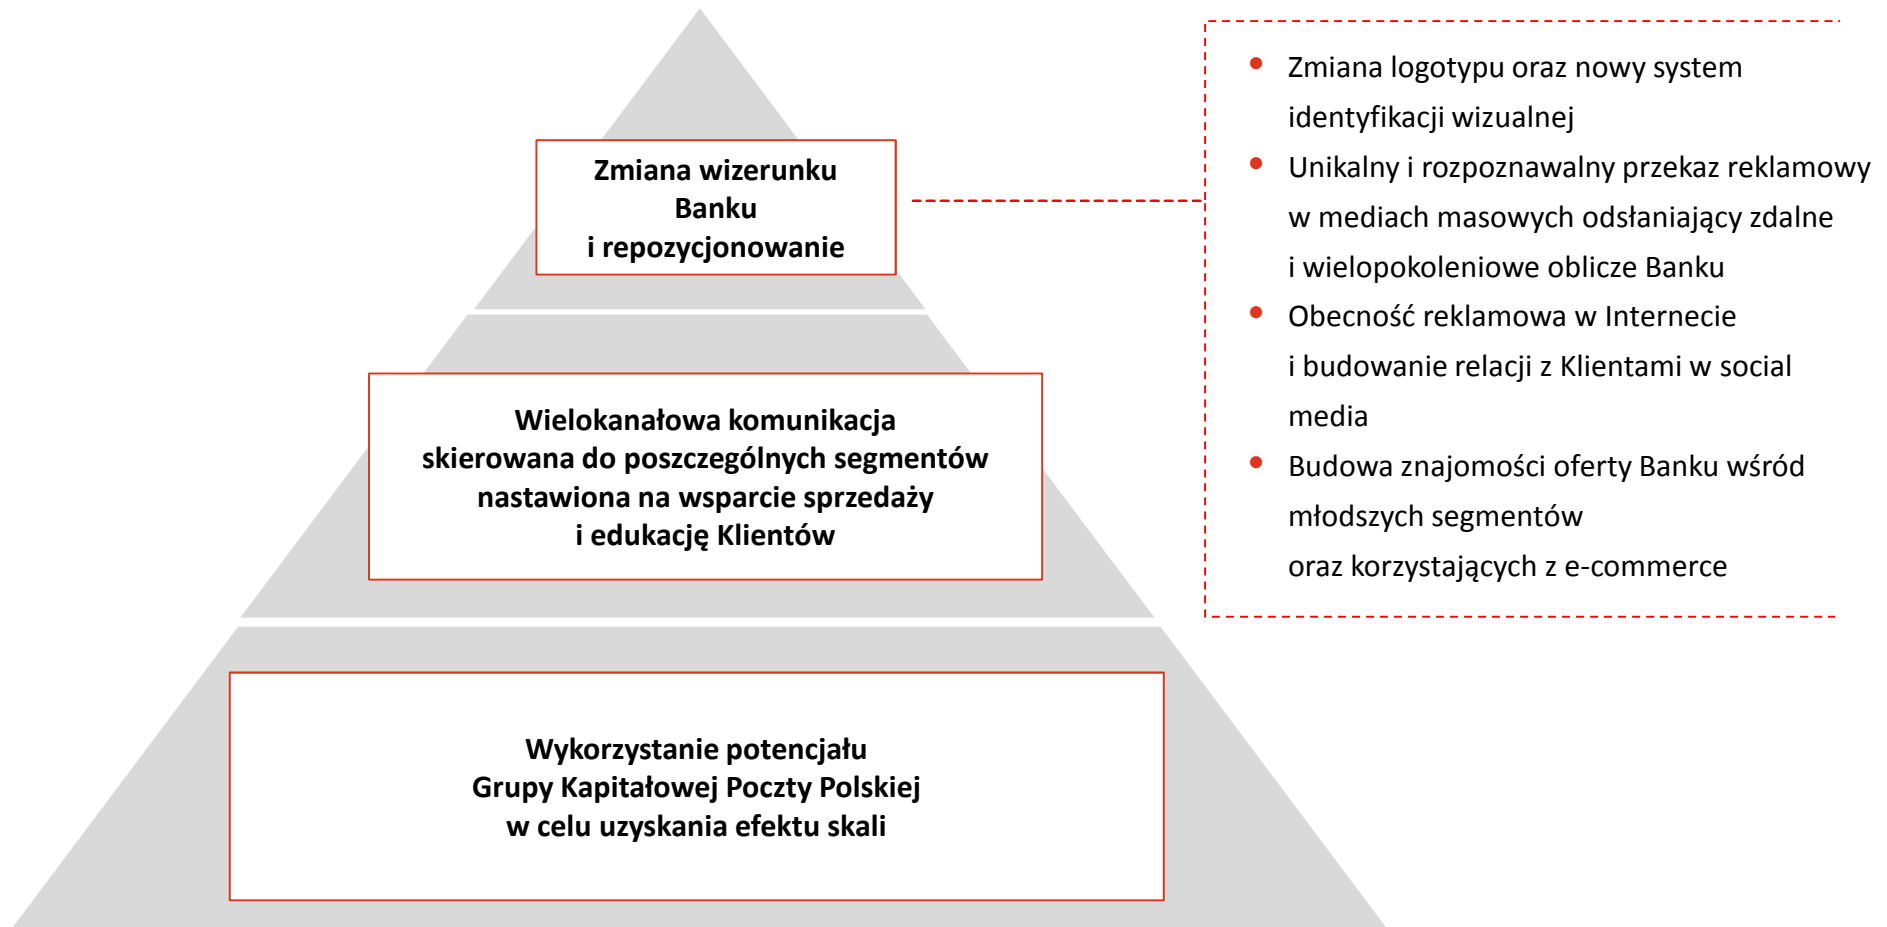 Zmiana wizerunku
Banku
i repozycjonowanie
Wielokanałowa komunikacja
skierowana do poszczególnych segmentów
nastawiona na wsparcie sprzedaży
i edukację Klientów
Wykorzystanie potencjału
Grupy Kapitałowej Poczty Polskiej
w celu uzyskania efektu skali
• Zmiana logotypu oraz nowy system
identyfikacji wizualnej
• Unikalny i rozpoznawalny przekaz reklamowy
w mediach masowych odsłaniający zdalne
i wielopokoleniowe oblicze Banku
• Obecność reklamowa w Internecie
i budowanie relacji z Klientami w social
media
• Budowa znajomości oferty Banku wśród
młodszych segmentów
oraz korzystających z e-commerce